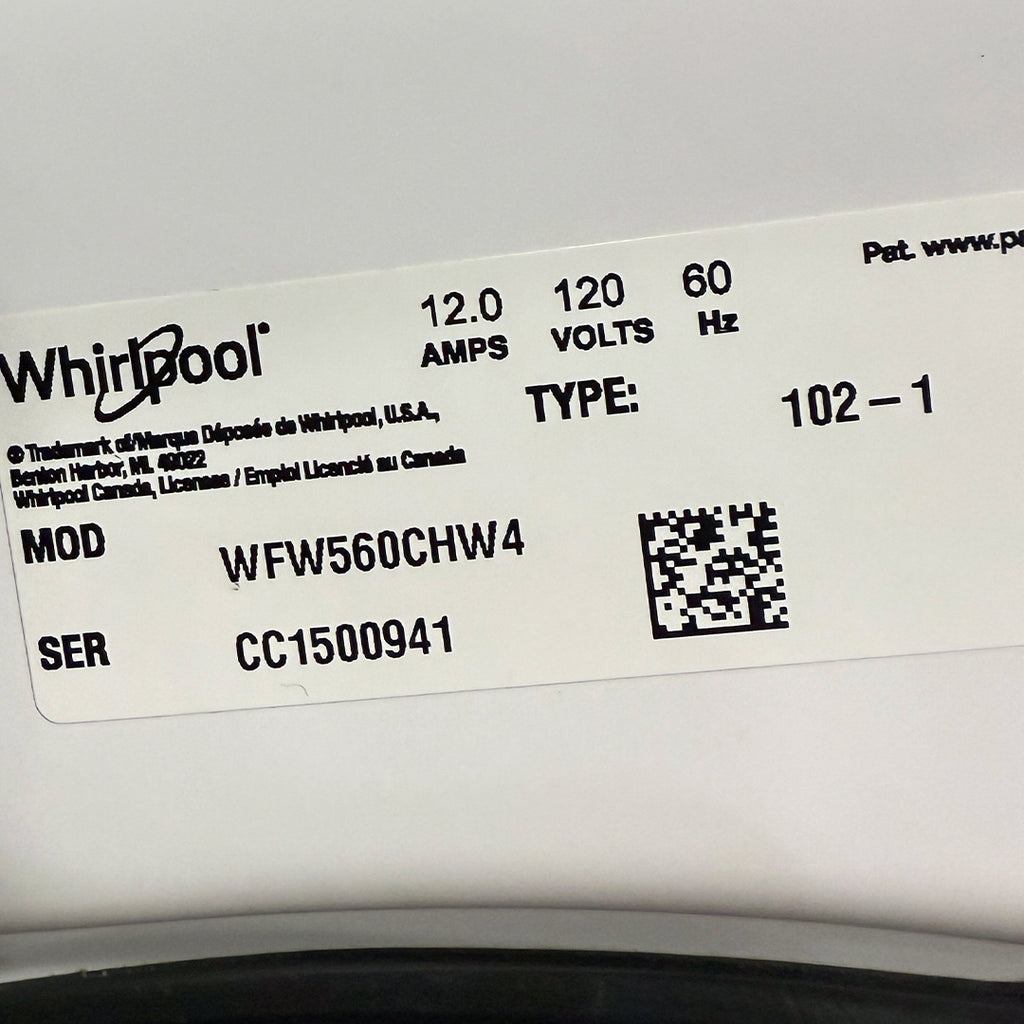 Pat. www.pa
12.0 120 60
AMPS VOLTS Hz
Whirlpool®
TYPE: 102-1
® Trademark of/Marque Déposée de Whirlpool, U.S.A.,
Benton Harbor, MI. 49022
Whirlpool Canada, Licensee / Emploi Licencié au Canada
MOD WFW560CHW4
SER CC1500941